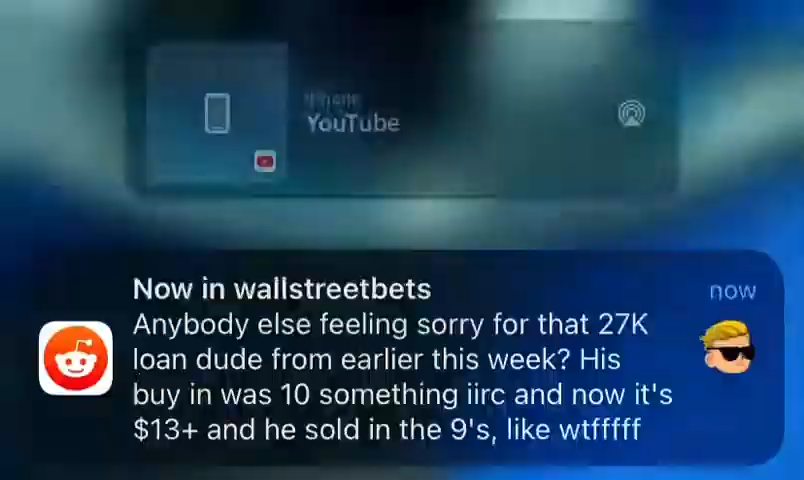 iPhone
YouTube
Now in wallstreetbets
now
Anybody else feeling sorry for that 27K
loan dude from earlier this week? His
buy in was 10 something iirc and now it's
$13+ and he sold in the 9's, like wtfffff